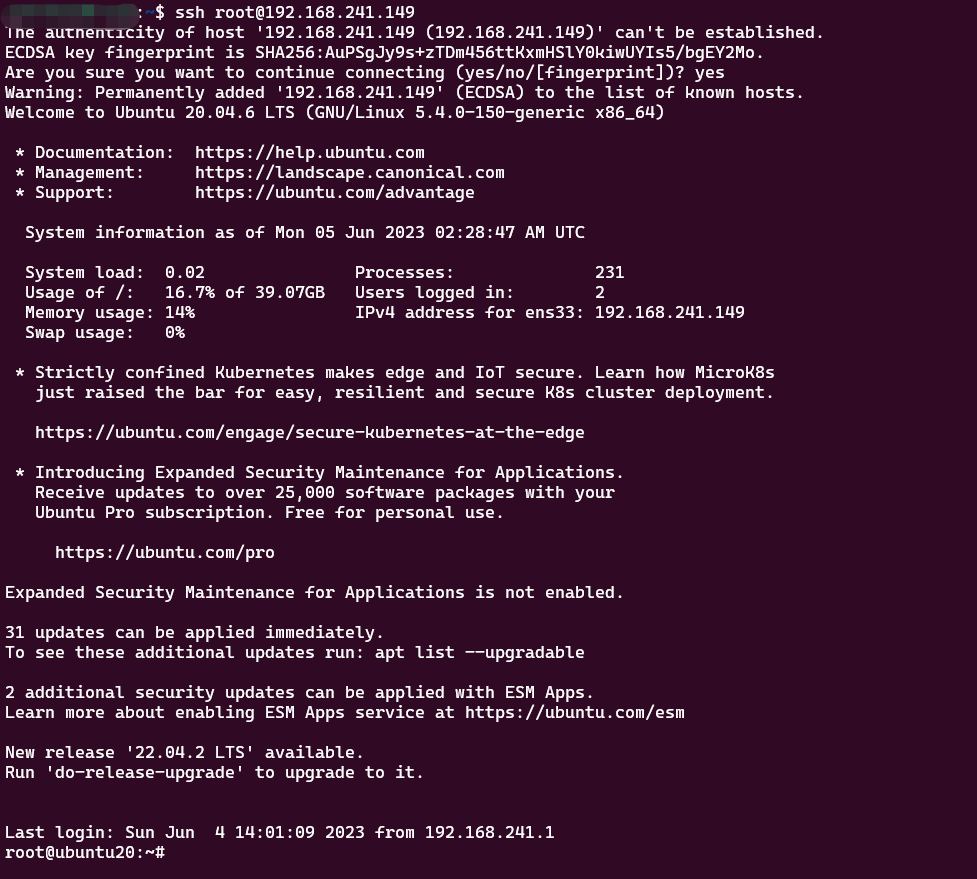 :~$ ssh root@192.168.241.149
The authenticity of host '192.168.241.149 (192.168.241.149)' can't be established.
ECDSA key fingerprint is SHA256:AuPSgJy9s+zTDm456ttKxmHSlY0kiwUYIs5/bgEY2Mo.
Are you sure you want to continue connecting (yes/no/[fingerprint])? yes
Warning: Permanently added '192.168.241.149' (ECDSA) to the list of known hosts.
Welcome to Ubuntu 20.04.6 LTS (GNU/Linux 5.4.0-150-generic x86_64)

 * Documentation:  https://help.ubuntu.com
 * Management:     https://landscape.canonical.com
 * Support:        https://ubuntu.com/advantage

  System information as of Mon 05 Jun 2023 02:28:47 AM UTC

  System load:  0.02               Processes:              231
  Usage of /:   16.7% of 39.07GB   Users logged in:        2
  Memory usage: 14%                IPv4 address for ens33: 192.168.241.149
  Swap usage:   0%

 * Strictly confined Kubernetes makes edge and IoT secure. Learn how MicroK8s
   just raised the bar for easy, resilient and secure K8s cluster deployment.

   https://ubuntu.com/engage/secure-kubernetes-at-the-edge

 * Introducing Expanded Security Maintenance for Applications.
   Receive updates to over 25,000 software packages with your
   Ubuntu Pro subscription. Free for personal use.

     https://ubuntu.com/pro

Expanded Security Maintenance for Applications is not enabled.

31 updates can be applied immediately.
To see these additional updates run: apt list --upgradable

2 additional security updates can be applied with ESM Apps.
Learn more about enabling ESM Apps service at https://ubuntu.com/esm

New release '22.04.2 LTS' available.
Run 'do-release-upgrade' to upgrade to it.


Last login: Sun Jun  4 14:01:09 2023 from 192.168.241.1
root@ubuntu20:~#